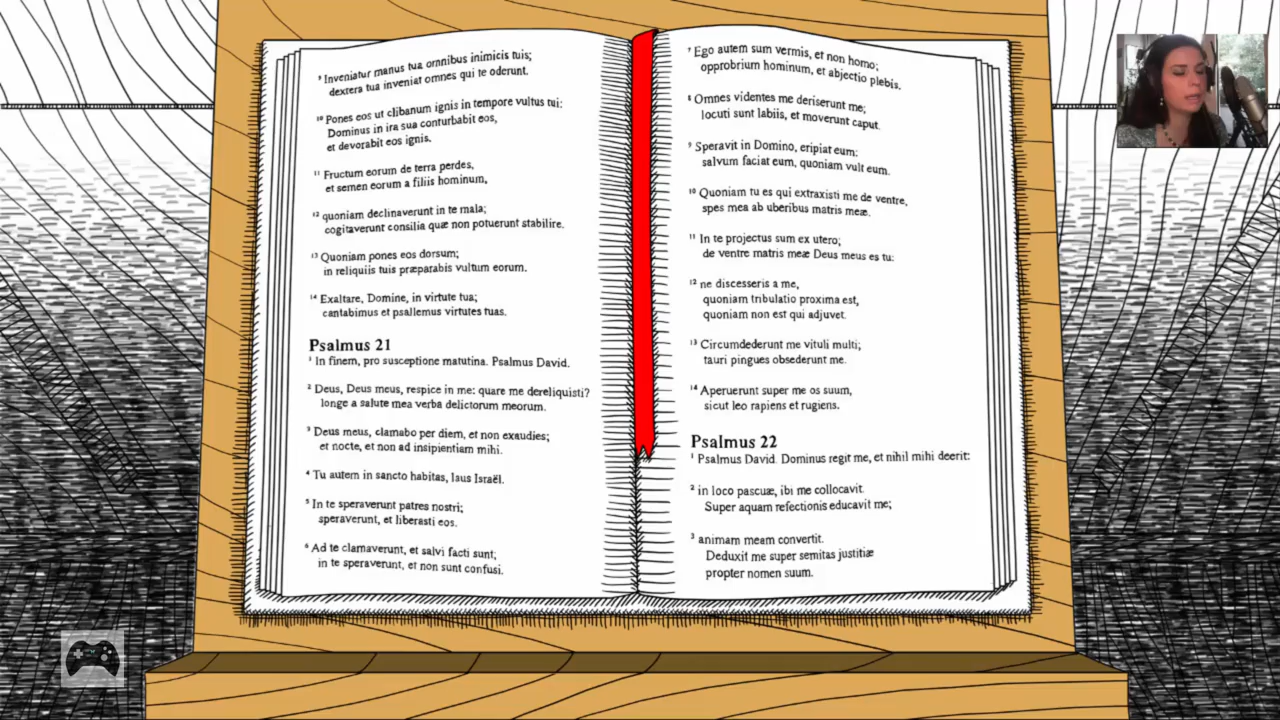 9 Inveniatur manus tua omnibus inimicis tuis;
dextera tua inveniat omnes qui te oderunt.
10 Pones eos ut clibanum ignis in tempore vultus tui:
Dominus in ira sua conturbabit eos,
et devorabit eos ignis.
11 Fructum eorum de terra perdes,
et semen eorum a filiis hominum,
12 quoniam declinaverunt in te mala;
cogitaverunt consilia quæ non potuerunt stabilire.
13 Quoniam pones eos dorsum;
in reliquiis tuis præparabis vultum eorum.
14 Exaltare, Domine, in virtute tua;
cantabimus et psallemus virtutes tuas.
Psalmus 21
1 In finem, pro susceptione matutina. Psalmus David.
2 Deus, Deus meus, respice in me: quare me dereliquisti?
longe a salute mea verba delictorum meorum.
3 Deus meus, clamabo per diem, et non exaudies;
et nocte, et non ad insipientiam mihi.
4 Tu autem in sancto habitas, laus Israël.
5 In te speraverunt patres nostri;
speraverunt, et liberasti eos.
6 Ad te clamaverunt, et salvi facti sunt;
in te speraverunt, et non sunt confusi.
7 Ego autem sum vermis, et non homo;
opprobrium hominum, et abjectio plebis.
8 Omnes videntes me deriserunt me;
locuti sunt labiis, et moverunt caput.
9 Speravit in Domino, eripiat eum:
salvum faciat eum, quoniam vult eum.
10 Quoniam tu es qui extraxisti me de ventre,
spes mea ab uberibus matris meæ.
11 In te projectus sum ex utero;
de ventre matris meæ Deus meus es tu:
12 ne discesseris a me,
quoniam tribulatio proxima est,
quoniam non est qui adjuvet.
13 Circumdederunt me vituli multi;
tauri pingues obsederunt me.
14 Aperuerunt super me os suum,
sicut leo rapiens et rugiens.
Psalmus 22
1 Psalmus David. Dominus regit me, et nihil mihi deerit:
2 in loco pascuæ, ibi me collocavit.
Super aquam refectionis educavit me;
3 animam meam convertit.
Deduxit me super semitas justitiæ
propter nomen suum.